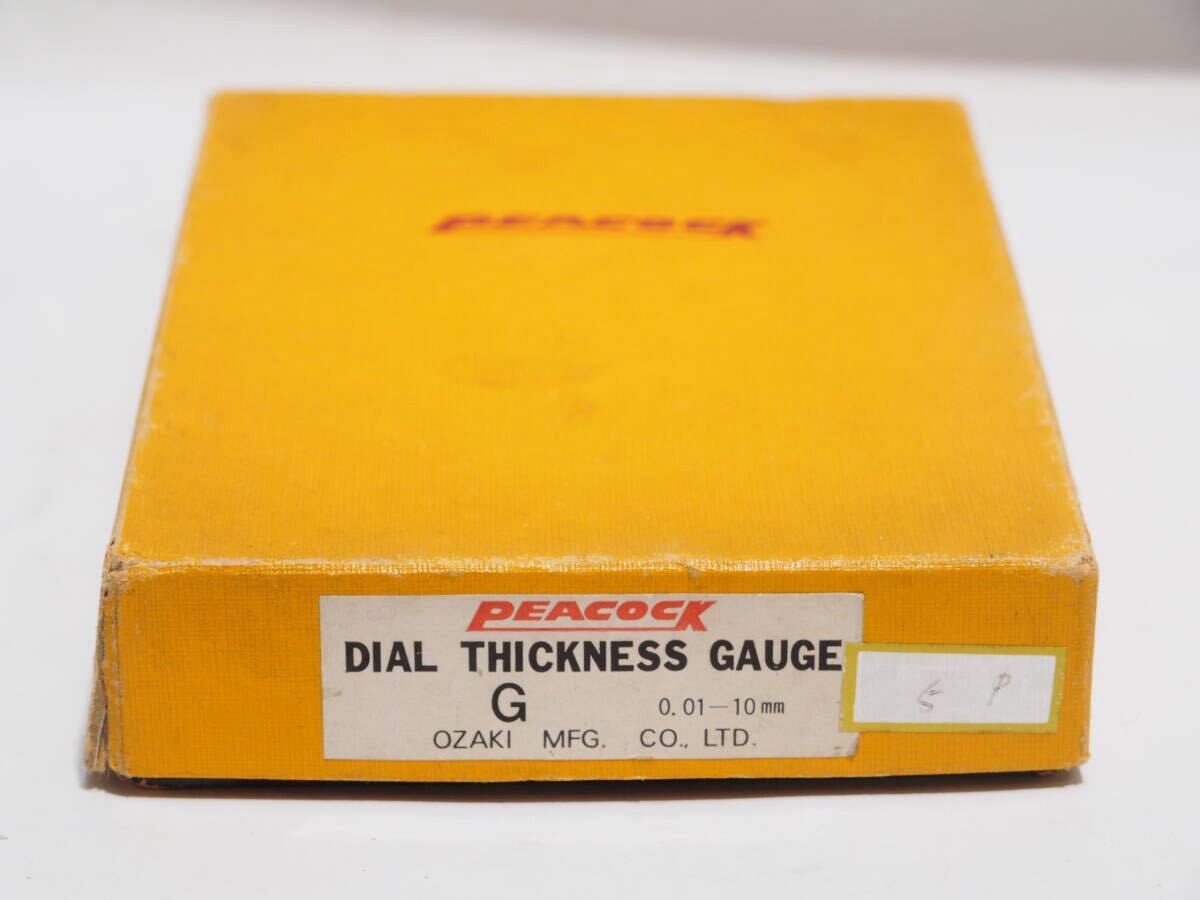 PEACOCK
PEACOCK
DIAL THICKNESS GAUGE
G 0.01—10mm
OZAKI MFG. CO., LTD.